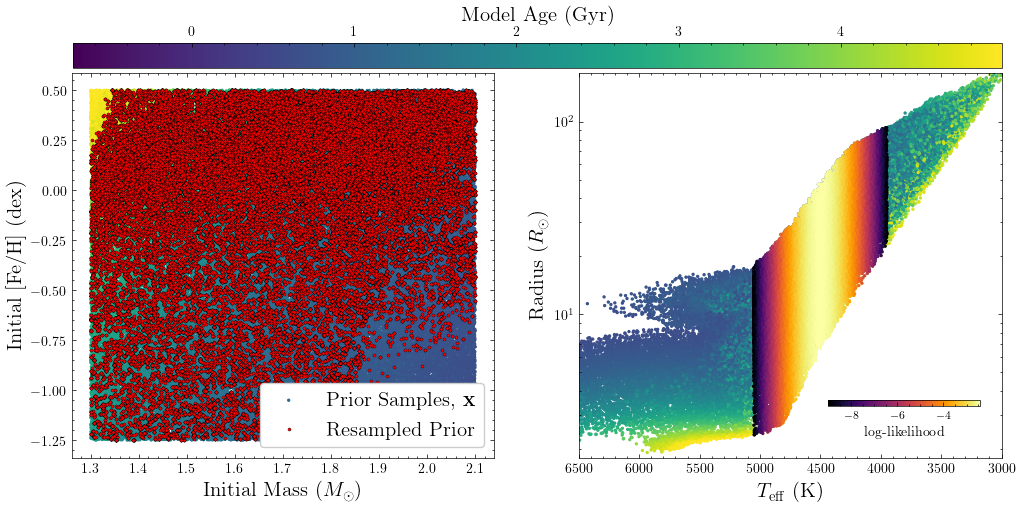 Model Age (Gyr)
0 1 2 3 4
Initial [Fe/H] (dex)
0.50
0.25
0.00
−0.25
−0.50
−0.75
−1.00
−1.25
Prior Samples, x
Resampled Prior
1.3 1.4 1.5 1.6 1.7 1.8 1.9 2.0 2.1
Initial Mass (M☉)
Radius (R☉)
10²
10¹
−8 −6 −4
log-likelihood
6500 6000 5500 5000 4500 4000 3500 3000
T_eff (K)